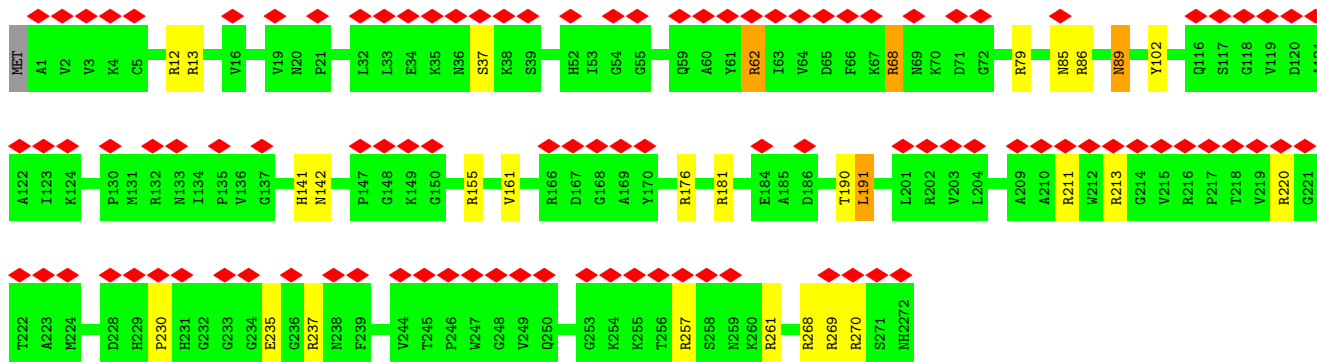 MET A1 V2 V3 K4 C5 R12 R13 V16 V19 N20 P21 L32 L33 E34 K35 N36 S37 K38 S39 H52 I53 G54 G55 Q59 A60 Y61 R62 I63 V64 D65 F66 K67 R68 N69 K70 D71 G72 R79 N85 R86 N89 Y102 Q116 S117 G118 V119 D120 A121
A122 I123 K124 P130 M131 R132 N133 I134 P135 V136 G137 H141 N142 P147 G148 K149 G150 R155 V161 R166 D167 G168 A169 Y170 R176 R181 E184 A185 D186 T190 L191 L201 R202 V203 L204 A209 A210 R211 W212 R213 G214 V215 R216 P217 T218 V219 R220 G221
T222 A223 M224 D228 H229 P230 H231 G232 G233 G234 E235 G236 R237 N238 F239 V244 T245 P246 W247 G248 V249 Q250 G253 K254 K255 T256 R257 S258 N259 K260 R261 R268 R269 R270 S271 NH2272